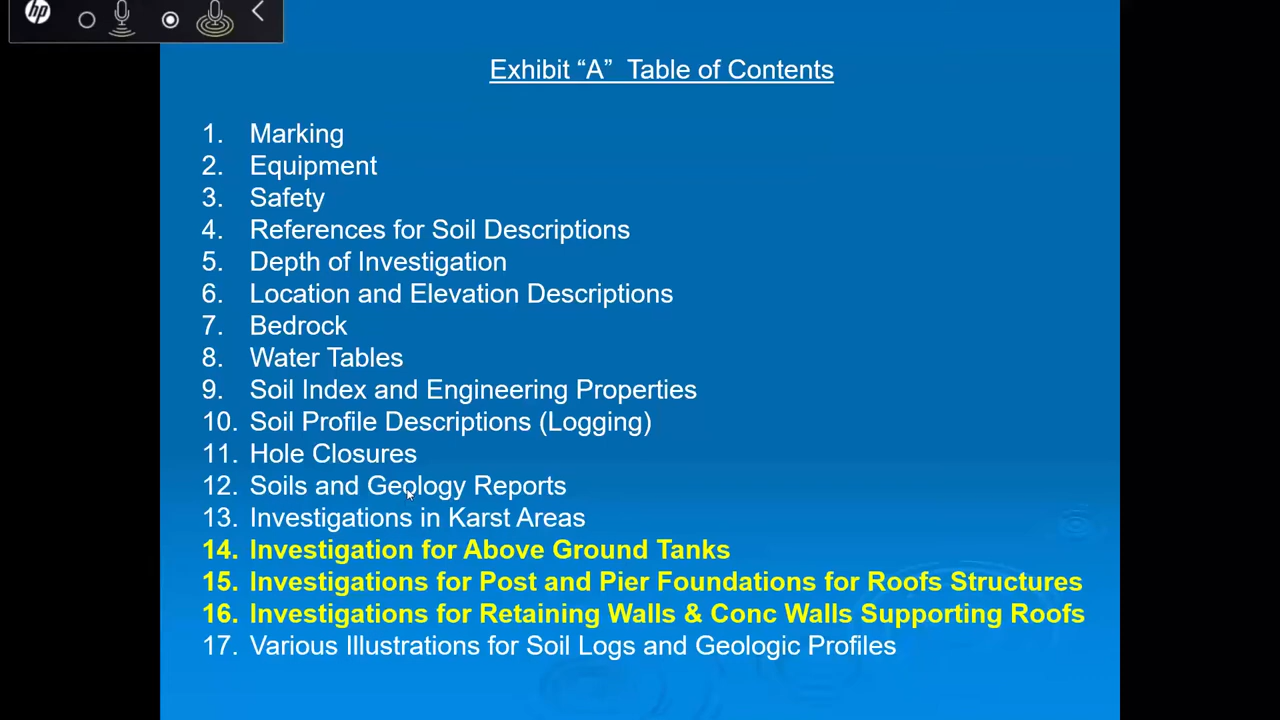 hp
Exhibit “A”  Table of Contents
1. Marking
2. Equipment
3. Safety
4. References for Soil Descriptions
5. Depth of Investigation
6. Location and Elevation Descriptions
7. Bedrock
8. Water Tables
9. Soil Index and Engineering Properties
10. Soil Profile Descriptions (Logging)
11. Hole Closures
12. Soils and Geology Reports
13. Investigations in Karst Areas
14. Investigation for Above Ground Tanks
15. Investigations for Post and Pier Foundations for Roofs Structures
16. Investigations for Retaining Walls & Conc Walls Supporting Roofs
17. Various Illustrations for Soil Logs and Geologic Profiles